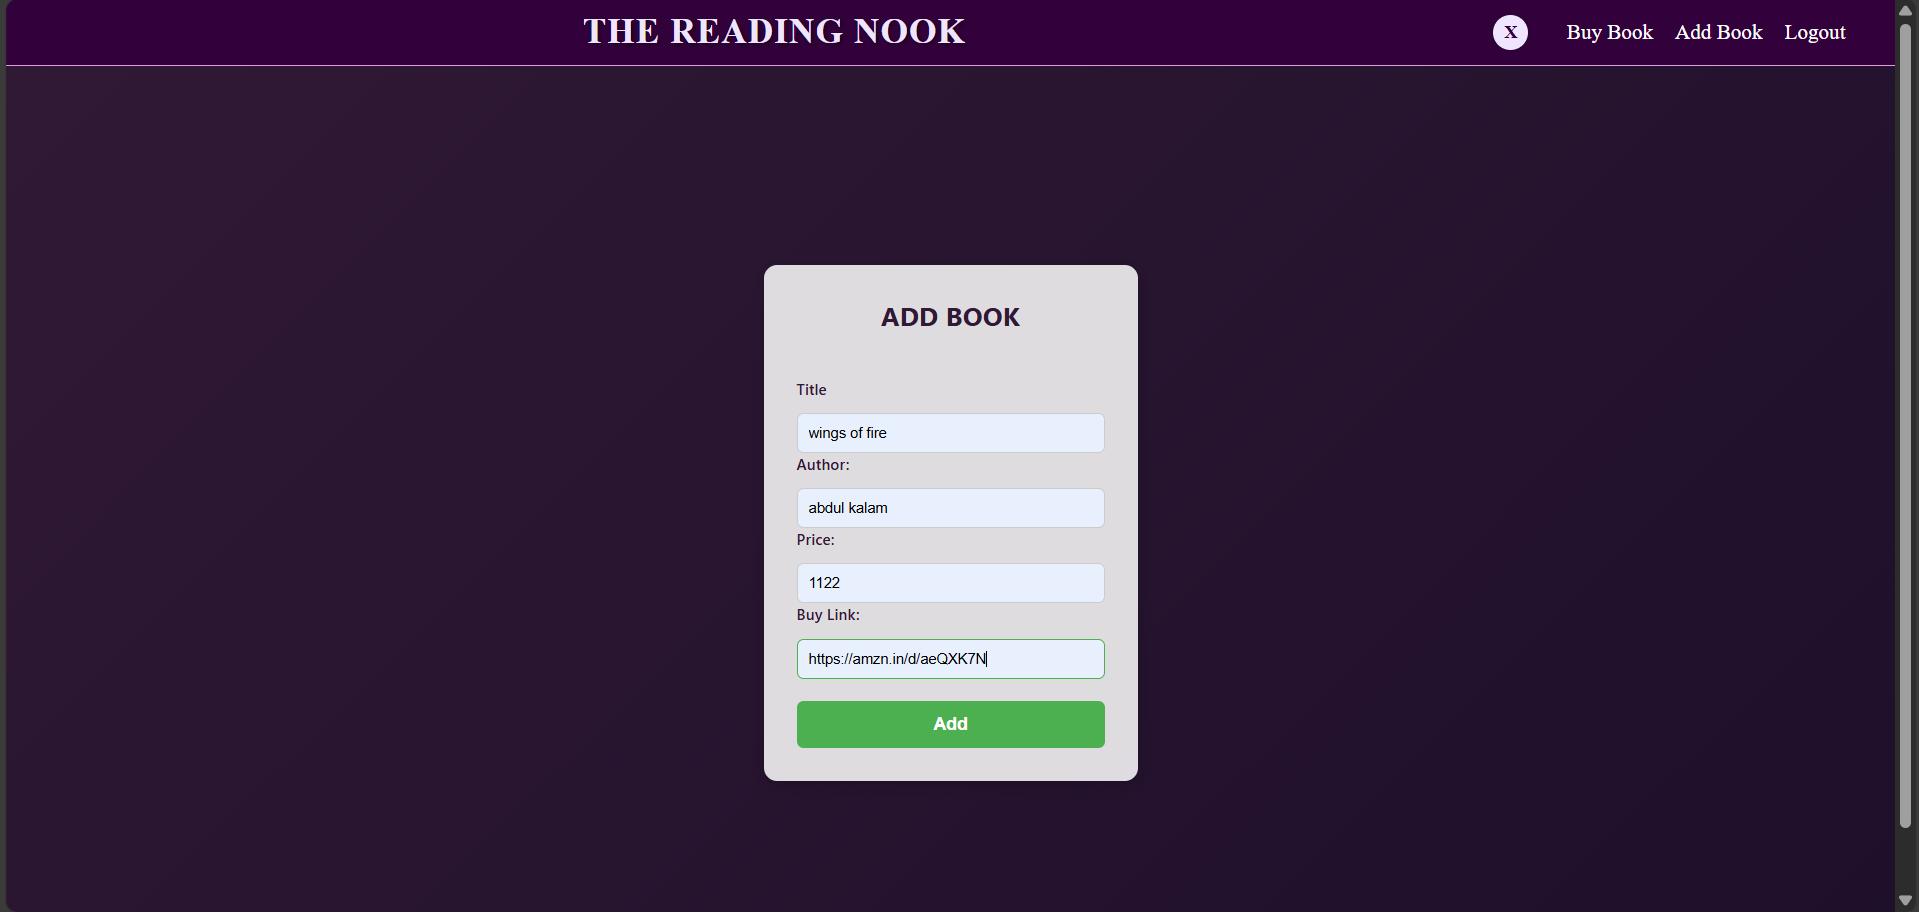 THE READING NOOK
X
Buy Book
Add Book
Logout
ADD BOOK
Title
wings of fire
Author:
abdul kalam
Price:
1122
Buy Link:
https://amzn.in/d/aeQXK7N
Add